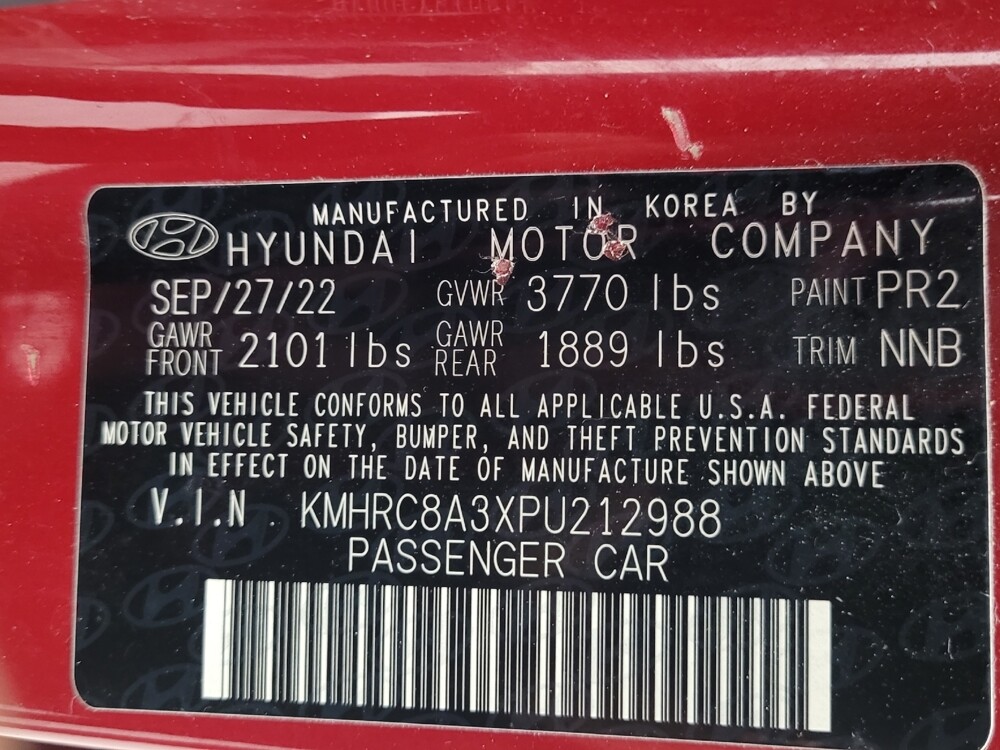 MANUFACTURED IN KOREA BY
HYUNDAI MOTOR COMPANY
SEP/27/22 GVWR 3770 lbs PAINT PR2
GAWR FRONT 2101 lbs GAWR REAR 1889 lbs TRIM NNB
THIS VEHICLE CONFORMS TO ALL APPLICABLE U.S.A. FEDERAL
MOTOR VEHICLE SAFETY, BUMPER, AND THEFT PREVENTION STANDARDS
IN EFFECT ON THE DATE OF MANUFACTURE SHOWN ABOVE
V.I.N KMHRC8A3XPU212988
PASSENGER CAR